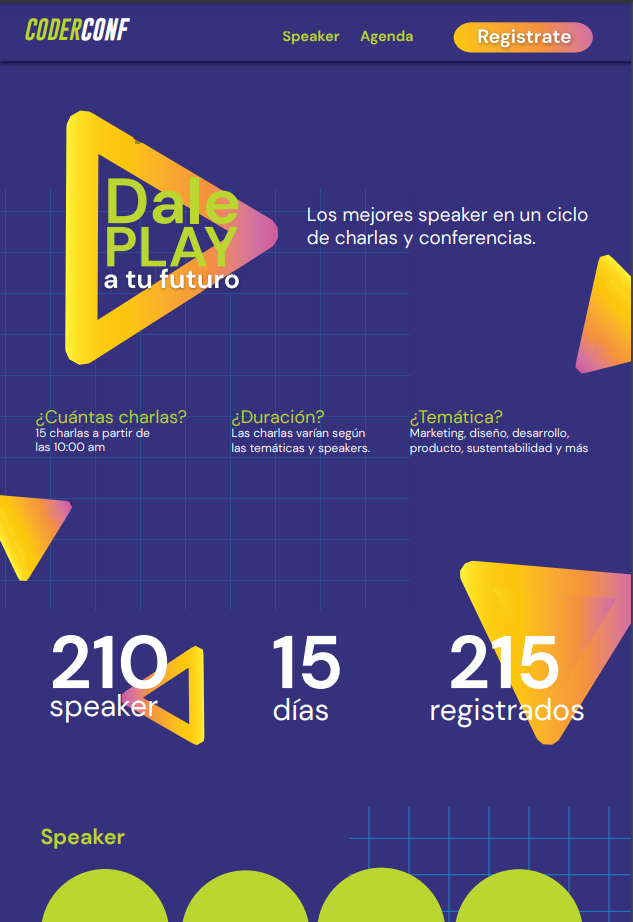 CODERCONF
Speaker
Agenda
Registrate
Dale
PLAY
a tu futuro
Los mejores speaker en un ciclo
de charlas y conferencias.
¿Cuántas charlas?
15 charlas a partir de
las 10:00 am
¿Duración?
Las charlas varían según
las temáticas y speakers.
¿Temática?
Marketing, diseño, desarrollo,
producto, sustentabilidad y más
210
speaker
15
días
215
registrados
Speaker